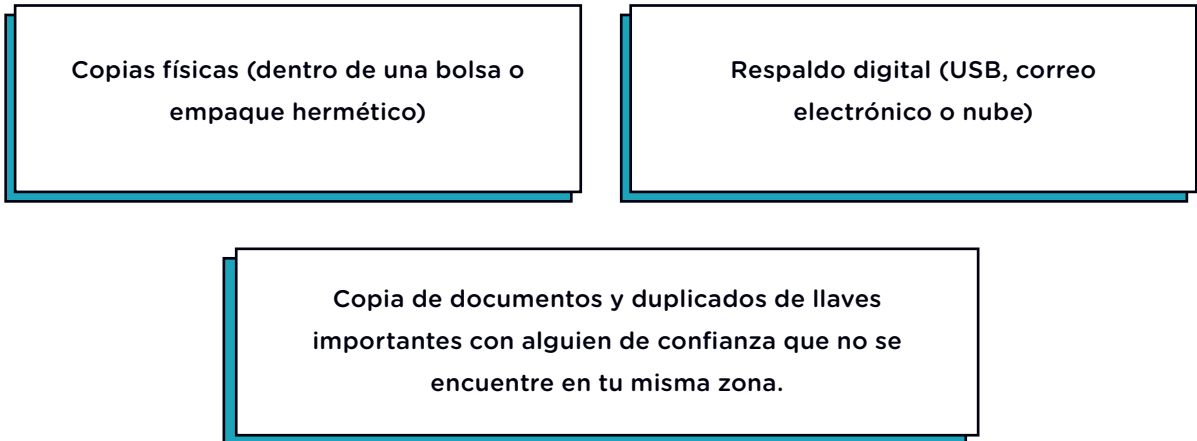 Copias físicas (dentro de una bolsa o
empaque hermético)
Respaldo digital (USB, correo
electrónico o nube)
Copia de documentos y duplicados de llaves
importantes con alguien de confianza que no se
encuentre en tu misma zona.